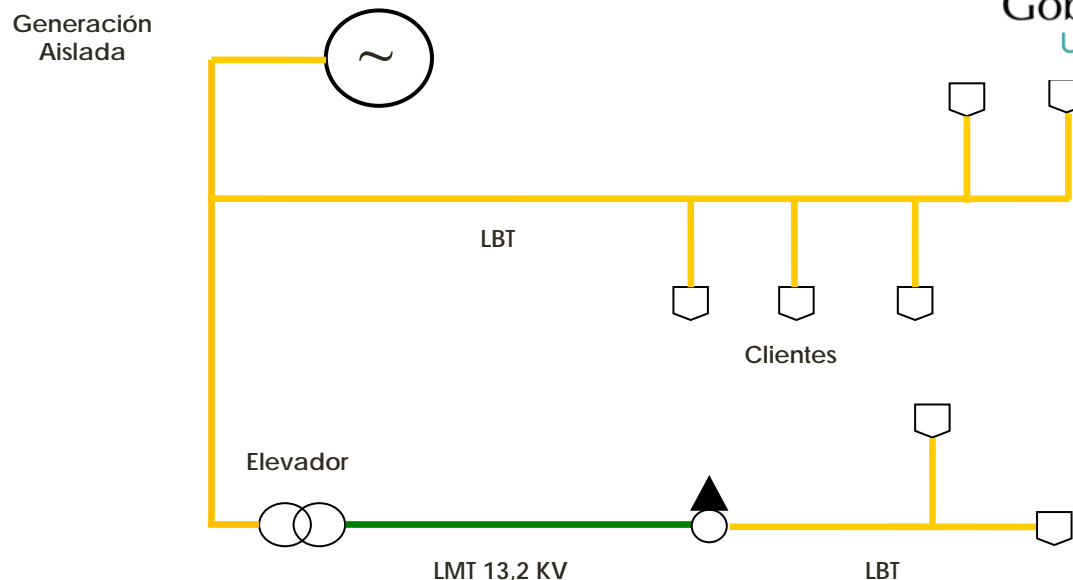 Generación
Aislada
~
LBT
Clientes
Elevador
LMT 13,2 KV
LBT